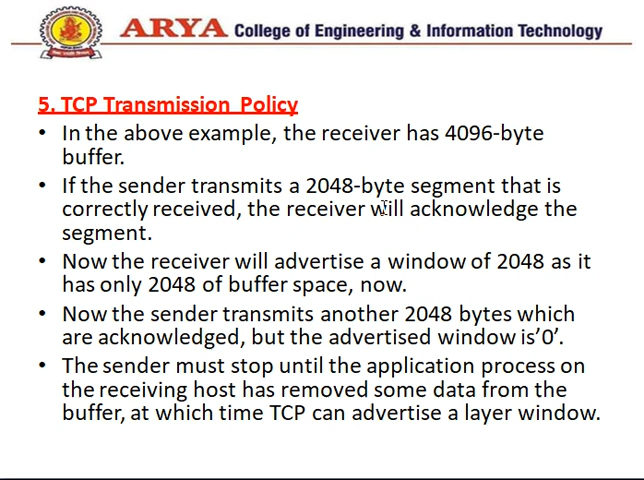 ARYA College of Engineering & Information Technology
5. TCP Transmission Policy
• In the above example, the receiver has 4096-byte
buffer.
• If the sender transmits a 2048-byte segment that is
correctly received, the receiver will acknowledge the
segment.
• Now the receiver will advertise a window of 2048 as it
has only 2048 of buffer space, now.
• Now the sender transmits another 2048 bytes which
are acknowledged, but the advertised window is’0’.
• The sender must stop until the application process on
the receiving host has removed some data from the
buffer, at which time TCP can advertise a layer window.